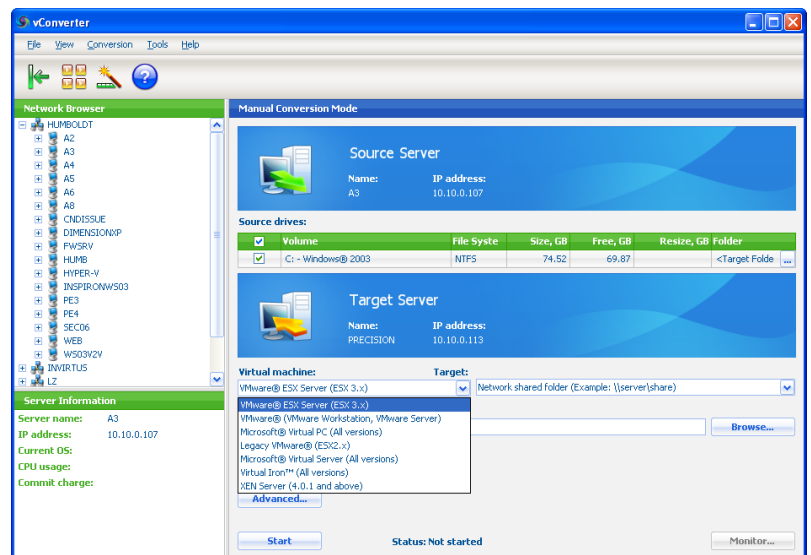 vConverter
File View Conversion Tools Help
Network Browser
HUMBOLDT
A2
A3
A4
A5
A6
A8
CNDISSUE
DIMENSIONXP
FWSRV
HUMB
HYPER-V
INSPIRONWS03
PE3
PE4
SEC06
WEB
WS03V2V
INVIRTUS
LZ
Server Information
Server name: A3
IP address: 10.10.0.107
Current OS:
CPU usage:
Commit charge:
Manual Conversion Mode
Source Server
Name: IP address:
A3 10.10.0.107
Source drives:
Volume File Syste Size, GB Free, GB Resize, GB Folder
C: - Windows® 2003 NTFS 74.52 69.87 <Target Folde ...
Target Server
Name: IP address:
PRECISION 10.10.0.113
Virtual machine: Target:
VMware® ESX Server (ESX 3.x) Network shared folder (Example: \\server\share)
VMware® ESX Server (ESX 3.x)
VMware® (VMware Workstation, VMware Server)
Microsoft® Virtual PC (All versions)
Legacy VMware® (ESX2.x)
Microsoft® Virtual Server (All versions)
Virtual Iron™ (All versions)
XEN Server (4.0.1 and above)
Browse...
Advanced...
Start Status: Not started Monitor...